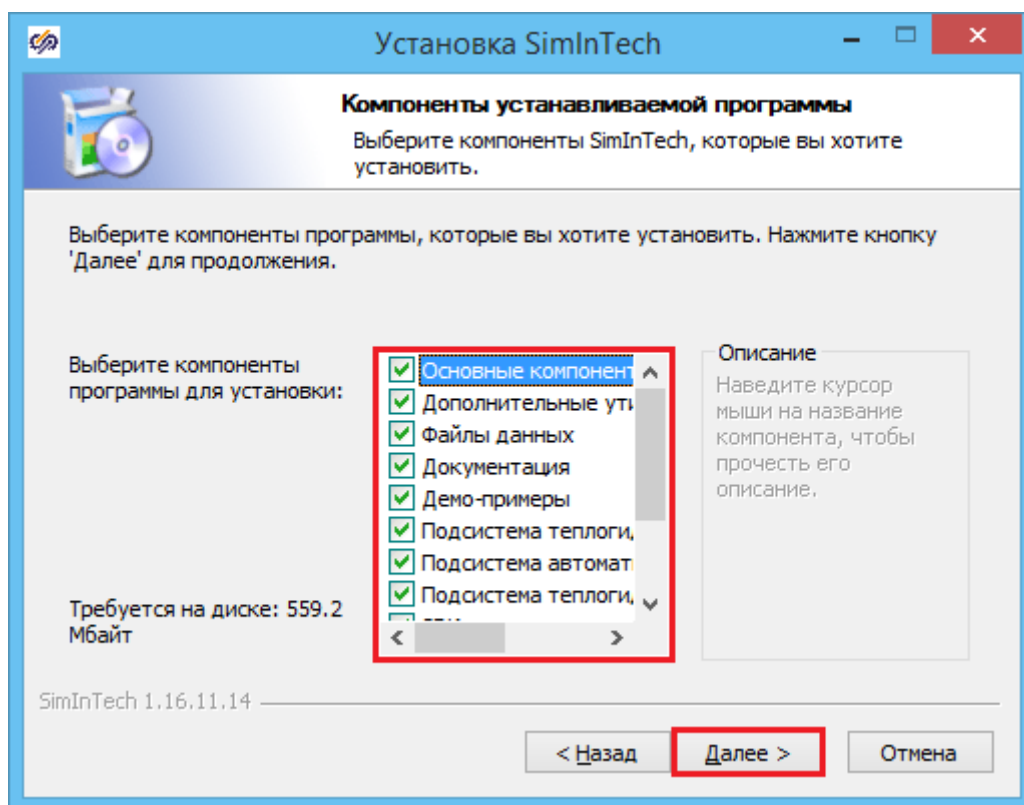 Установка SimInTech
Компоненты устанавливаемой программы
Выберите компоненты SimInTech, которые вы хотите
установить.
Выберите компоненты программы, которые вы хотите установить. Нажмите кнопку
'Далее' для продолжения.
Выберите компоненты
программы для установки:
Основные компонент
Дополнительные ути
Файлы данных
Документация
Демо-примеры
Подсистема теплоги
Подсистема автомат
Подсистема теплоги
Описание
Наведите курсор
мыши на название
компонента, чтобы
прочесть его
описание.
Требуется на диске: 559.2
Мбайт
SimInTech 1.16.11.14
< Назад
Далее >
Отмена